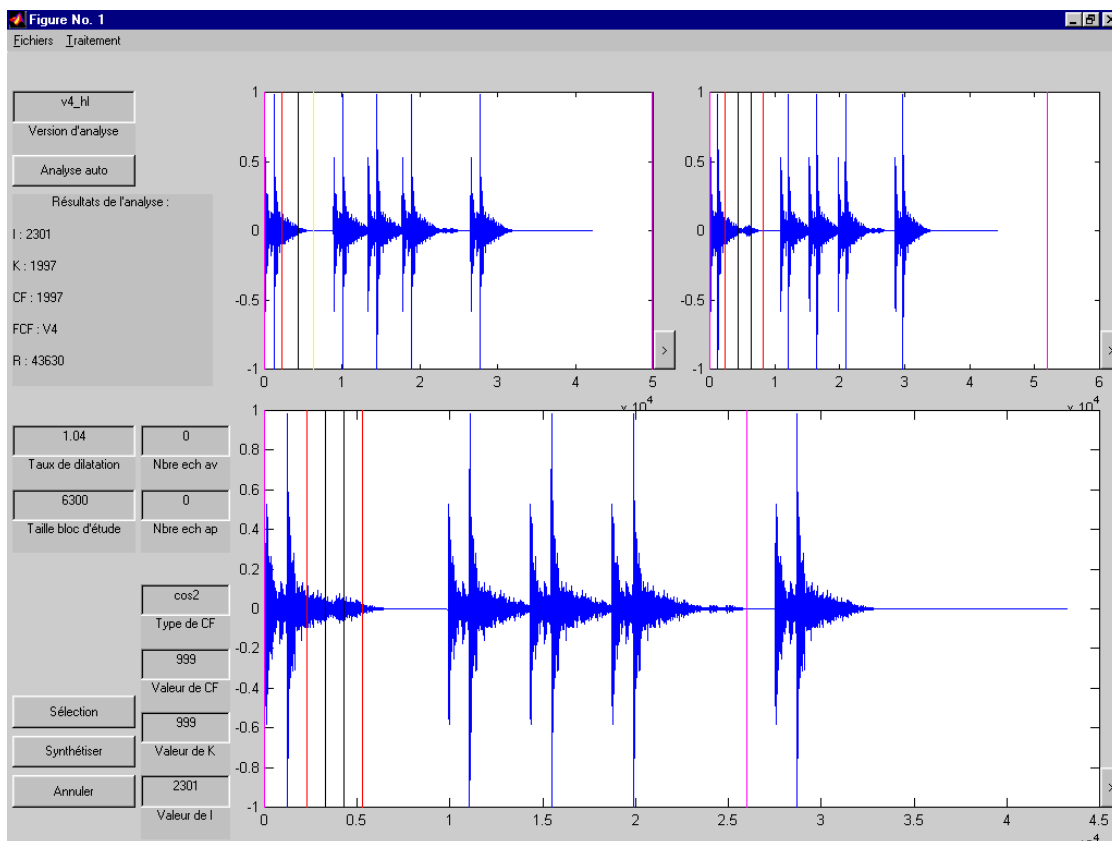 Figure No. 1
Fichiers Traitement
v4_hl
Version d'analyse
Analyse auto
Résultats de l'analyse :
I : 2301
K : 1997
CF : 1997
FCF : V4
R : 43630
1
0.5
0
-0.5
-1
0 1 2 3 4 5
x 10^4
>
1
0.5
0
-0.5
-1
0 1 2 3 4 5 6
x 10^4
>
1.04
Taux de dilatation
0
Nbre ech av
6300
Taille bloc d'étude
0
Nbre ech ap
cos2
Type de CF
999
Valeur de CF
999
Valeur de K
2301
Valeur de I
Sélection
Synthétiser
Annuler
1
0.8
0.6
0.4
0.2
0
-0.2
-0.4
-0.6
-0.8
-1
0 0.5 1 1.5 2 2.5 3 3.5 4 4.5
>